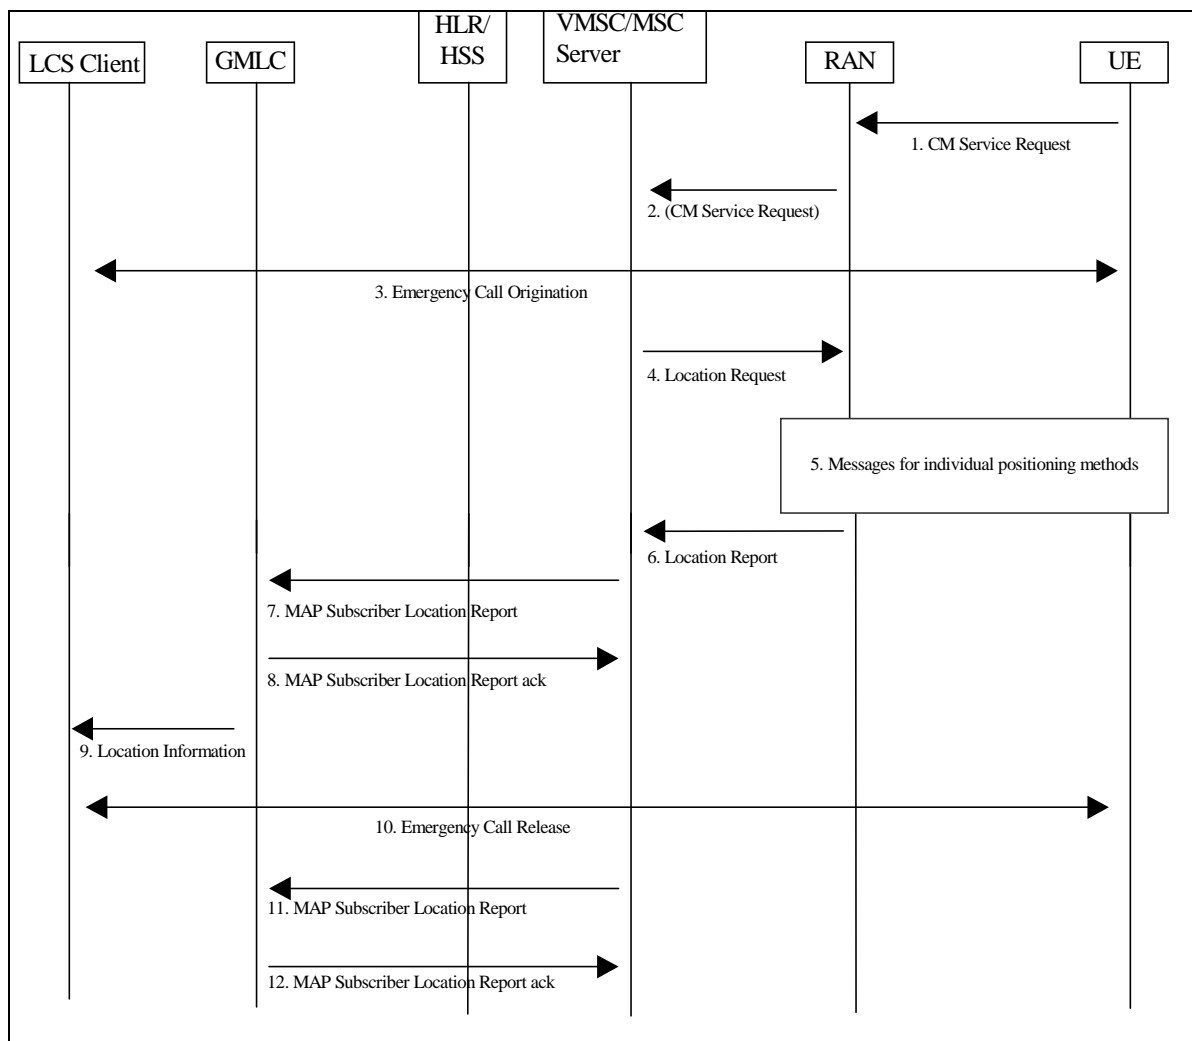 HLR/
HSS
VMSC/MSC
Server
LCS Client
GMLC
RAN
UE
1. CM Service Request
2. (CM Service Request)
3. Emergency Call Origination
4. Location Request
5. Messages for individual positioning methods
6. Location Report
7. MAP Subscriber Location Report
8. MAP Subscriber Location Report ack
9. Location Information
10. Emergency Call Release
11. MAP Subscriber Location Report
12. MAP Subscriber Location Report ack